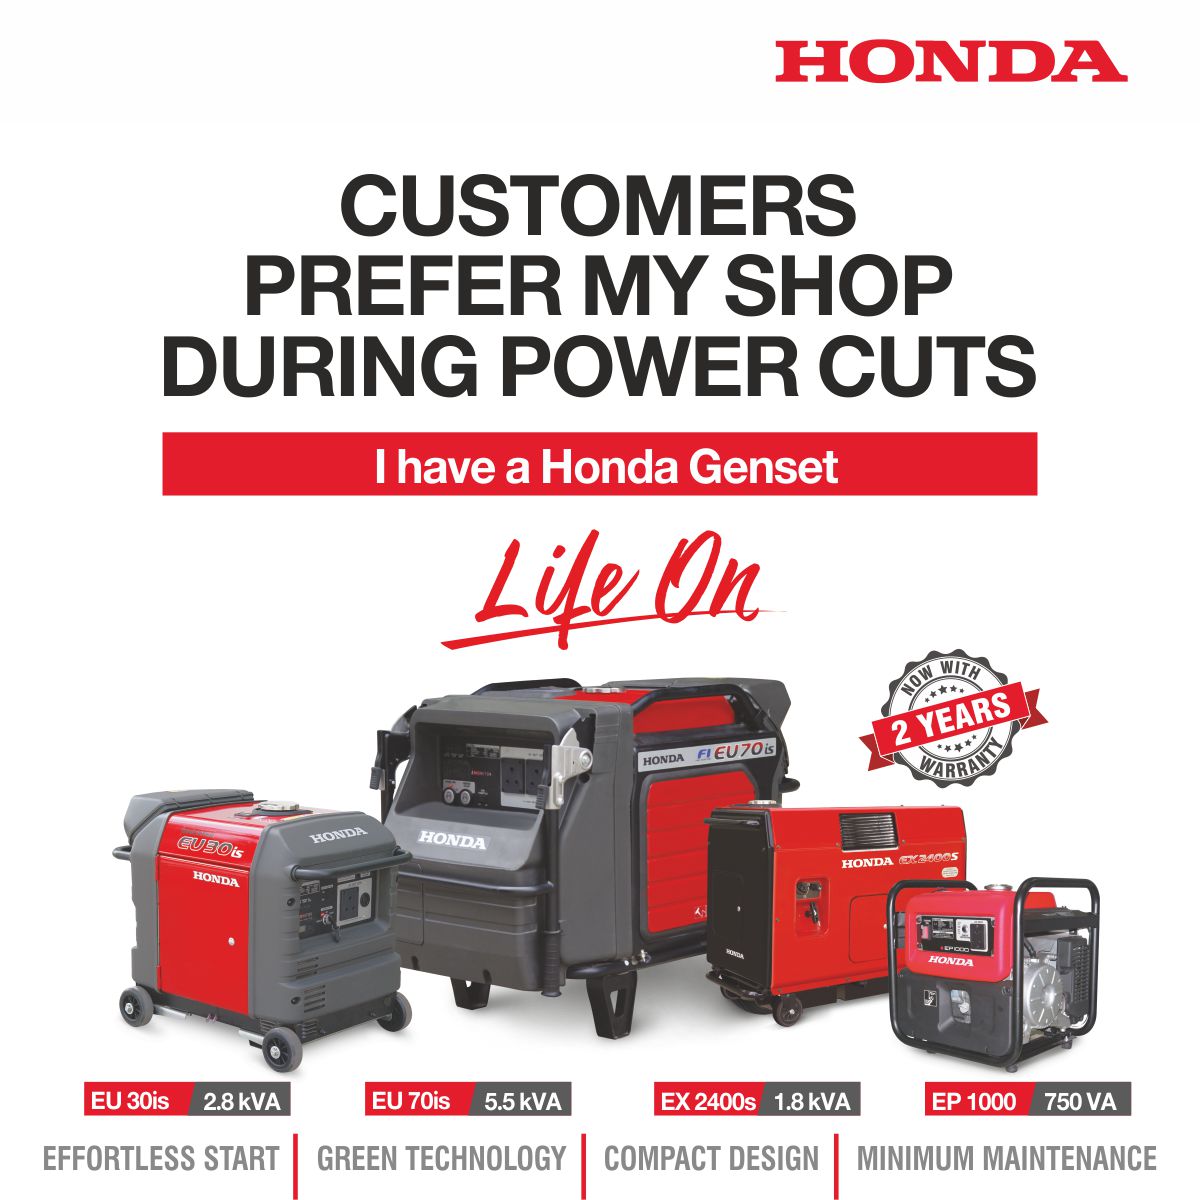 HONDA
CUSTOMERS
PREFER MY SHOP
DURING POWER CUTS
I have a Honda Genset
Life On
NOW WITH
2 YEARS
WARRANTY
HONDA FI EU70is
HONDA
EU30is
HONDA
HONDA
HONDA EX2400S
HONDA
EP1000
HONDA
EU 30is 2.8 kVA
EU 70is 5.5 kVA
EX 2400s 1.8 kVA
EP 1000 750 VA
EFFORTLESS START
GREEN TECHNOLOGY
COMPACT DESIGN
MINIMUM MAINTENANCE